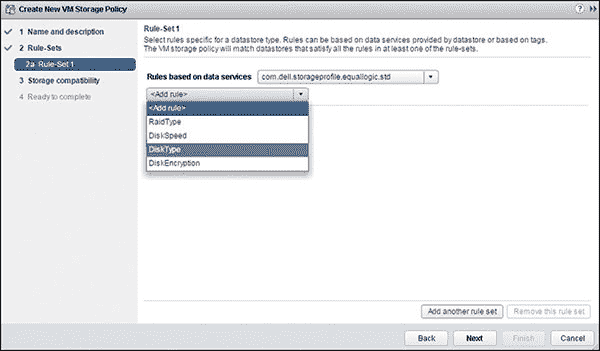 Create New VM Storage Policy
1 Name and description
2 Rule-Sets
2a Rule-Set 1
3 Storage compatibility
4 Ready to complete
Rule-Set 1
Select rules specific for a datastore type. Rules can be based on data services provided by datastore or based on tags.
The VM storage policy will match datastores that satisfy all the rules in at least one of the rule-sets.
Rules based on data services com.dell.storageprofile.equallogic.std
<Add rule>
<Add rule>
RaidType
DiskSpeed
DiskType
DiskEncryption
Add another rule set Remove this rule set
Back Next Finish Cancel